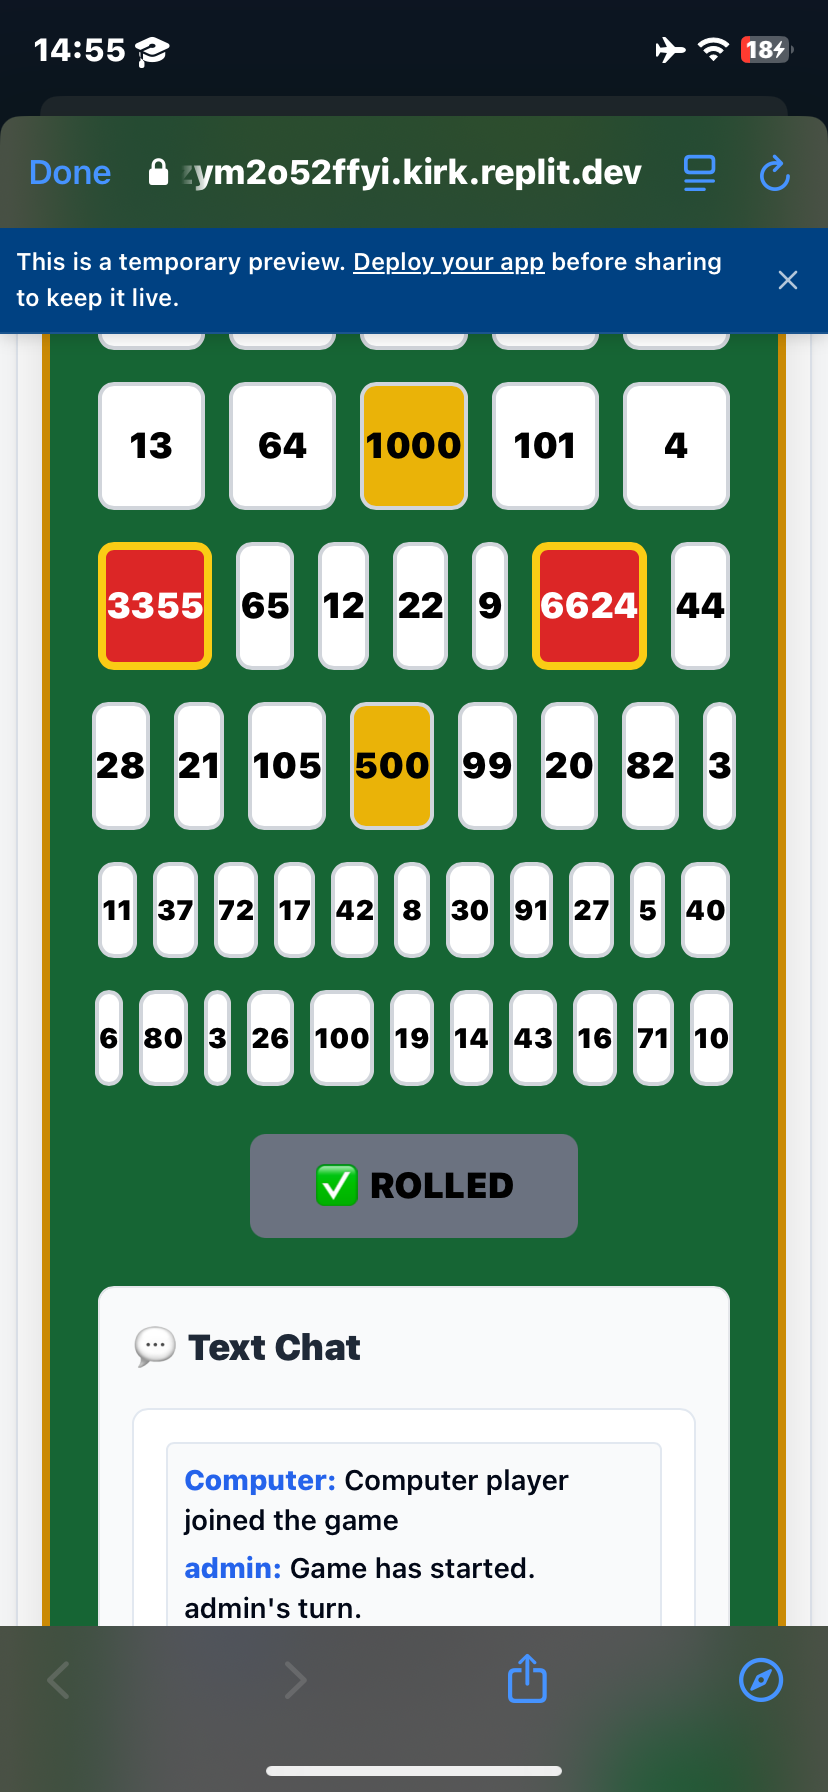 14:55
18
Done
zym2o52ffyi.kirk.replit.dev
This is a temporary preview. Deploy your app before sharing
to keep it live.
13 64 1000 101 4
3355 65 12 22 9 6624 44
28 21 105 500 99 20 82 3
11 37 72 17 42 8 30 91 27 5 40
6 80 3 26 100 19 14 43 16 71 10
ROLLED
Text Chat
Computer: Computer player
joined the game
admin: Game has started.
admin's turn.